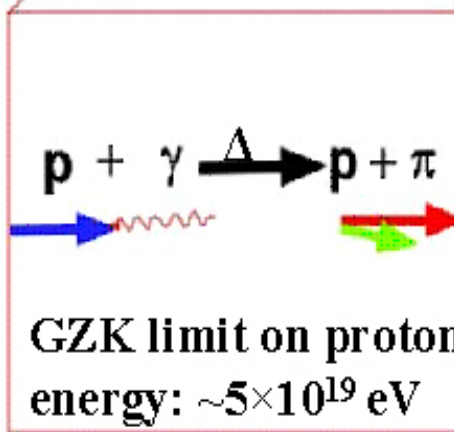 p + γ Δ p + π
GZK limit on proton
energy: ~5×10¹⁹ eV